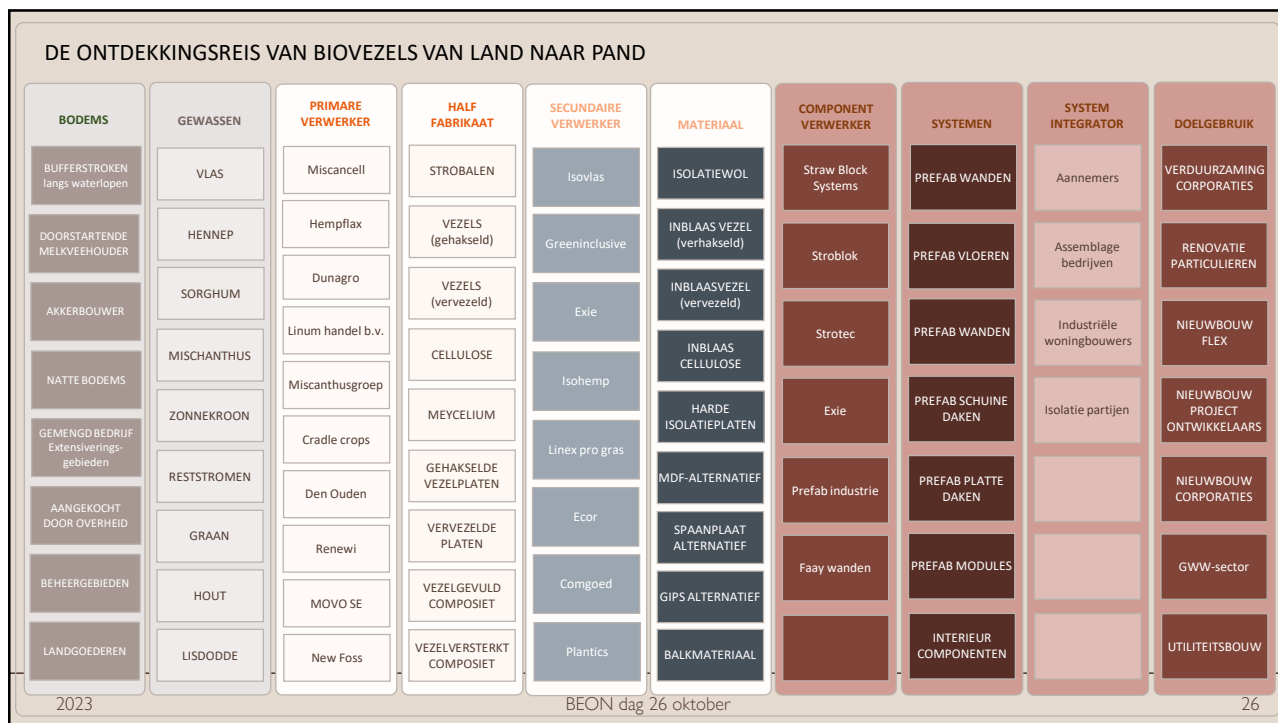 DE ONTDEKKINGSREIS VAN BIOVEZELS VAN LAND NAAR PAND
BODEMS
BUFFERSTROKEN
langs waterlopen
DOORSTARTENDE
MELKVEEHOUDER
AKKERBOUWER
NATTE BODEMS
GEMENGD BEDRIJF
Extensiverings-
gebieden
AANGEKOCHT
DOOR OVERHEID
BEHEERGEBIEDEN
LANDGOEDEREN
GEWASSEN
VLAS
HENNEP
SORGHUM
MISCHANTHUS
ZONNEKROON
RESTSTROMEN
GRAAN
HOUT
LISDODDE
PRIMARE
VERWERKER
Miscancell
Hempflax
Dunagro
Linum handel b.v.
Miscanthusgroep
Cradle crops
Den Ouden
Renewi
MOVO SE
New Foss
HALF
FABRIKAAT
STROBALEN
VEZELS
(gehakseld)
VEZELS
(vervezeld)
CELLULOSE
MEYCELIUM
GEHAKSELDE
VEZELPLATEN
VERVEZELDE
PLATEN
VEZELGEVULD
COMPOSIET
VEZELVERSTERKT
COMPOSIET
SECUNDAIRE
VERWERKER
Isovlas
Greeninclusive
Exie
Isohemp
Linex pro gras
Ecor
Comgoed
Plantics
MATERIAAL
ISOLATIEWOL
INBLAAS VEZEL
(verhakseld)
INBLAASVEZEL
(vervezeld)
INBLAAS
CELLULOSE
HARDE
ISOLATIEPLATEN
MDF-ALTERNATIEF
SPAANPLAAT
ALTERNATIEF
GIPS ALTERNATIEF
BALKMATERIAAL
COMPONENT
VERWERKER
Straw Block
Systems
Stroblok
Strotec
Exie
Prefab industrie
Faay wanden
SYSTEMEN
PREFAB WANDEN
PREFAB VLOEREN
PREFAB WANDEN
PREFAB SCHUINE
DAKEN
PREFAB PLATTE
DAKEN
PREFAB MODULES
INTERIEUR
COMPONENTEN
SYSTEM
INTEGRATOR
Aannemers
Assemblage
bedrijven
Industriële
woningbouwers
Isolatie partijen
DOELGEBRUIK
VERDUURZAMING
CORPORATIES
RENOVATIE
PARTICULIEREN
NIEUWBOUW
FLEX
NIEUWBOUW
PROJECT
ONTWIKKELAARS
NIEUWBOUW
CORPORATIES
GWW-sector
UTILITEITSBOUW
2023
BEON dag 26 oktober
26